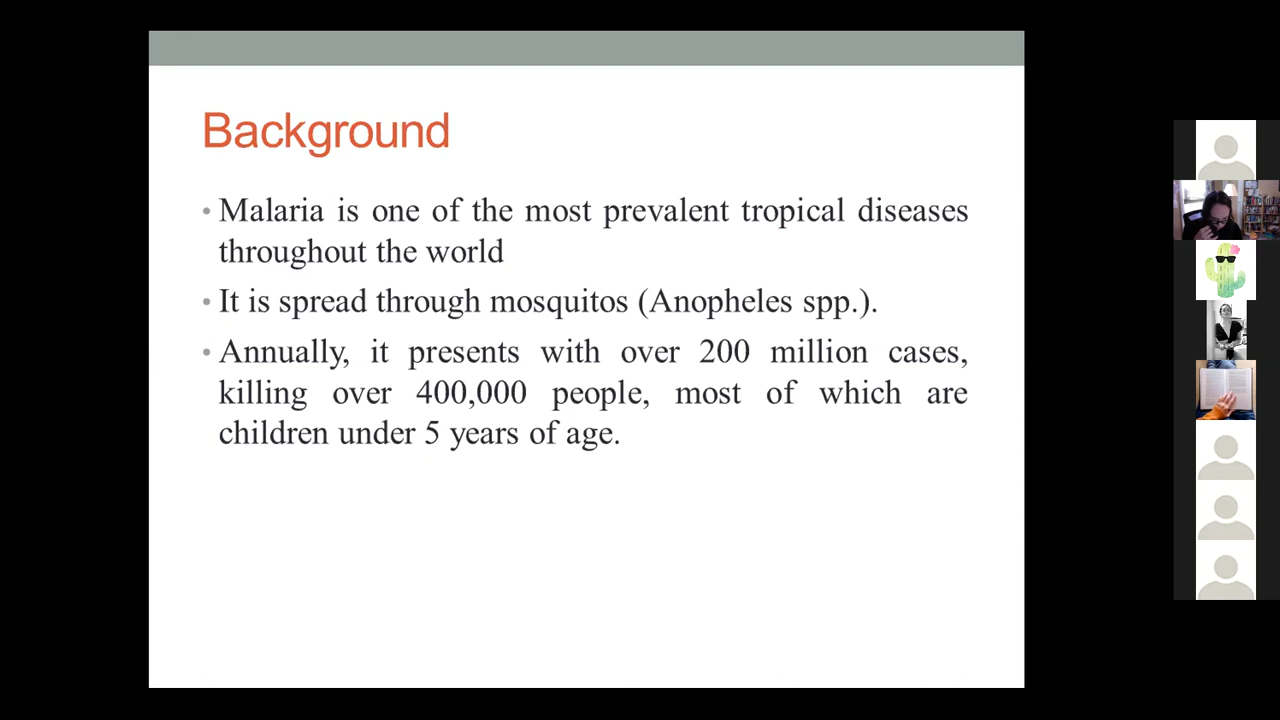 Background
• Malaria is one of the most prevalent tropical diseases
throughout the world
• It is spread through mosquitos (Anopheles spp.).
• Annually, it presents with over 200 million cases,
killing over 400,000 people, most of which are
children under 5 years of age.